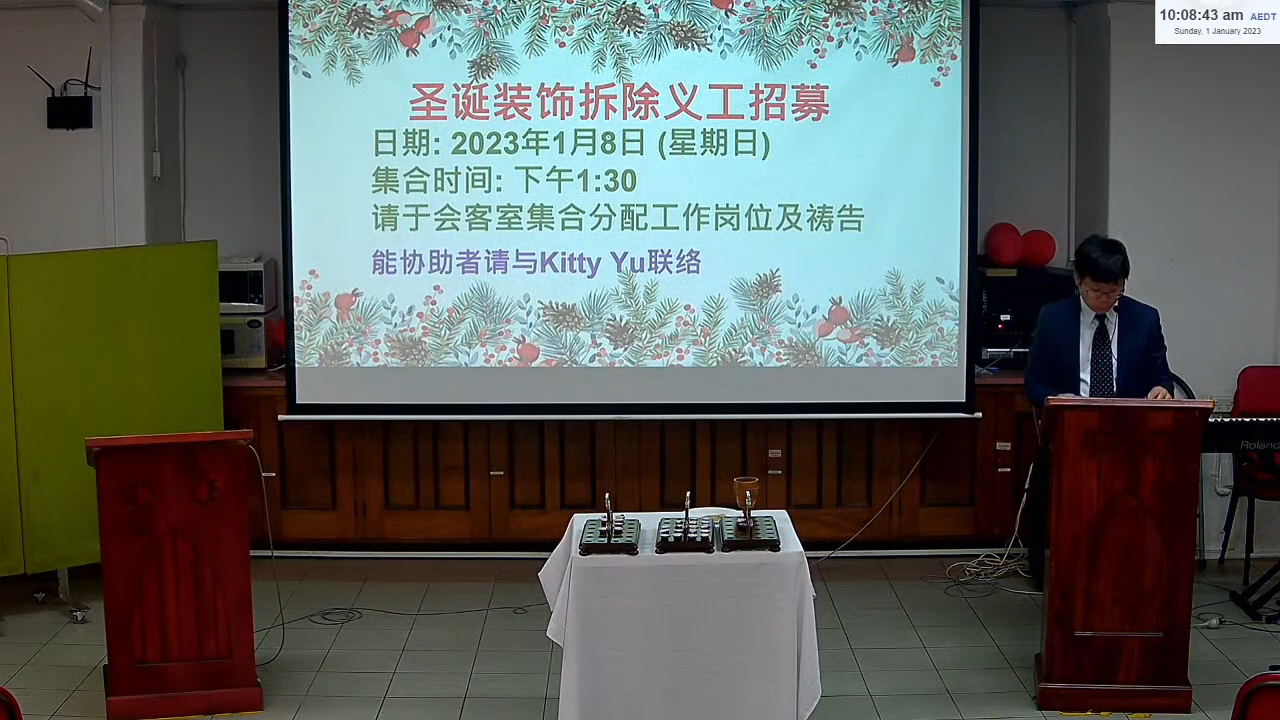 10:08:43 am AEDT
Sunday, 1 January 2023
圣诞装饰拆除义工招募
日期: 2023年1月8日 (星期日)
集合时间: 下午1:30
请于会客室集合分配工作岗位及祷告
能协助者请与Kitty Yu联络
Roland